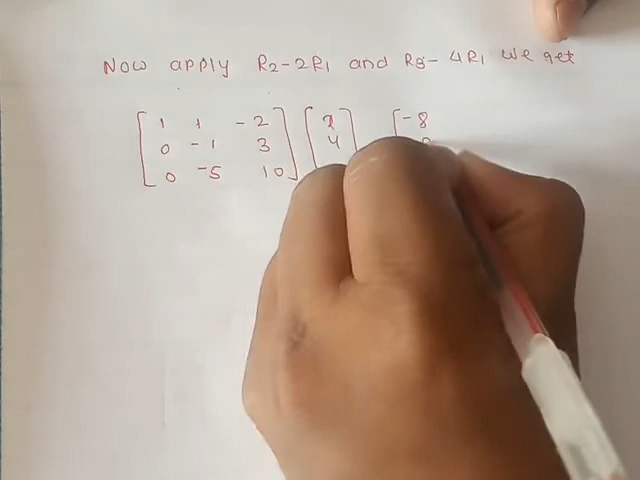 Now apply R2-2R1 and R3-4R1 we get
1 1 -2 x -8
0 -1 3 y
0 -5 10